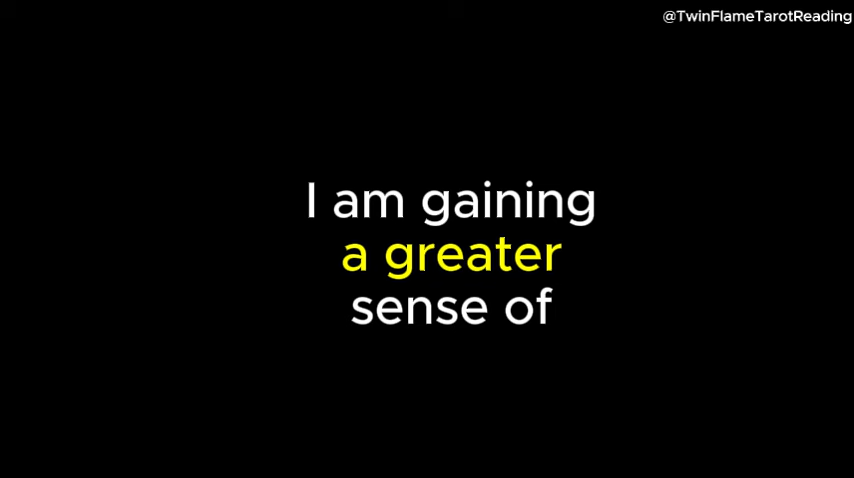 @TwinFlameTarotReading
I am gaining
a greater
sense of